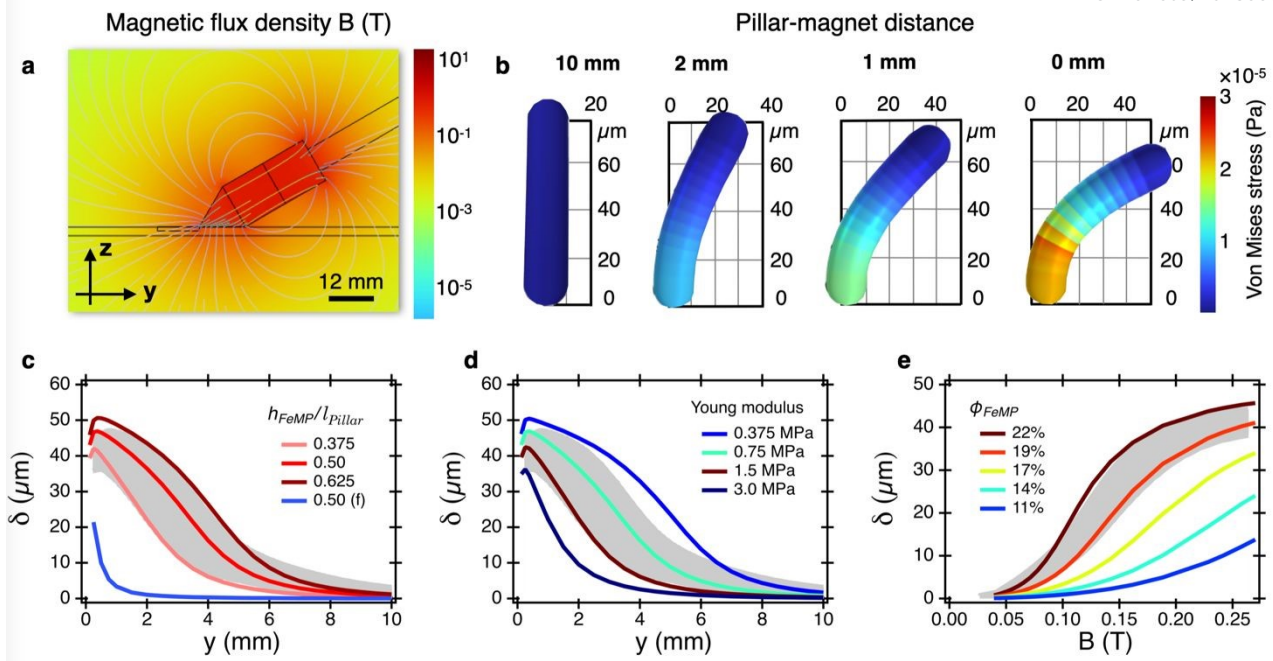 Magnetic flux density B (T)
Pillar-magnet distance
a
10¹
10⁻¹
10⁻³
10⁻⁵
z
y
12 mm
b
10 mm
2 mm
1 mm
0 mm
20
µm
60
40
20
0
0 20 40
µm
60
40
20
0
0 20 40
µm
60
40
20
0
0 20 40
µm
0
40
20
0
×10⁻⁵
3
2
1
Von Mises stress (Pa)
c
60
50
40
30
20
10
0
δ (µm)
0 2 4 6 8 10
y (mm)
h_FeMP/l_Pillar
0.375
0.50
0.625
0.50 (f)
d
60
50
40
30
20
10
0
δ (µm)
0 2 4 6 8 10
y (mm)
Young modulus
0.375 MPa
0.75 MPa
1.5 MPa
3.0 MPa
e
50
40
30
20
10
0
δ (µm)
0.00 0.05 0.10 0.15 0.20 0.25
B (T)
ϕ_FeMP
22%
19%
17%
14%
11%